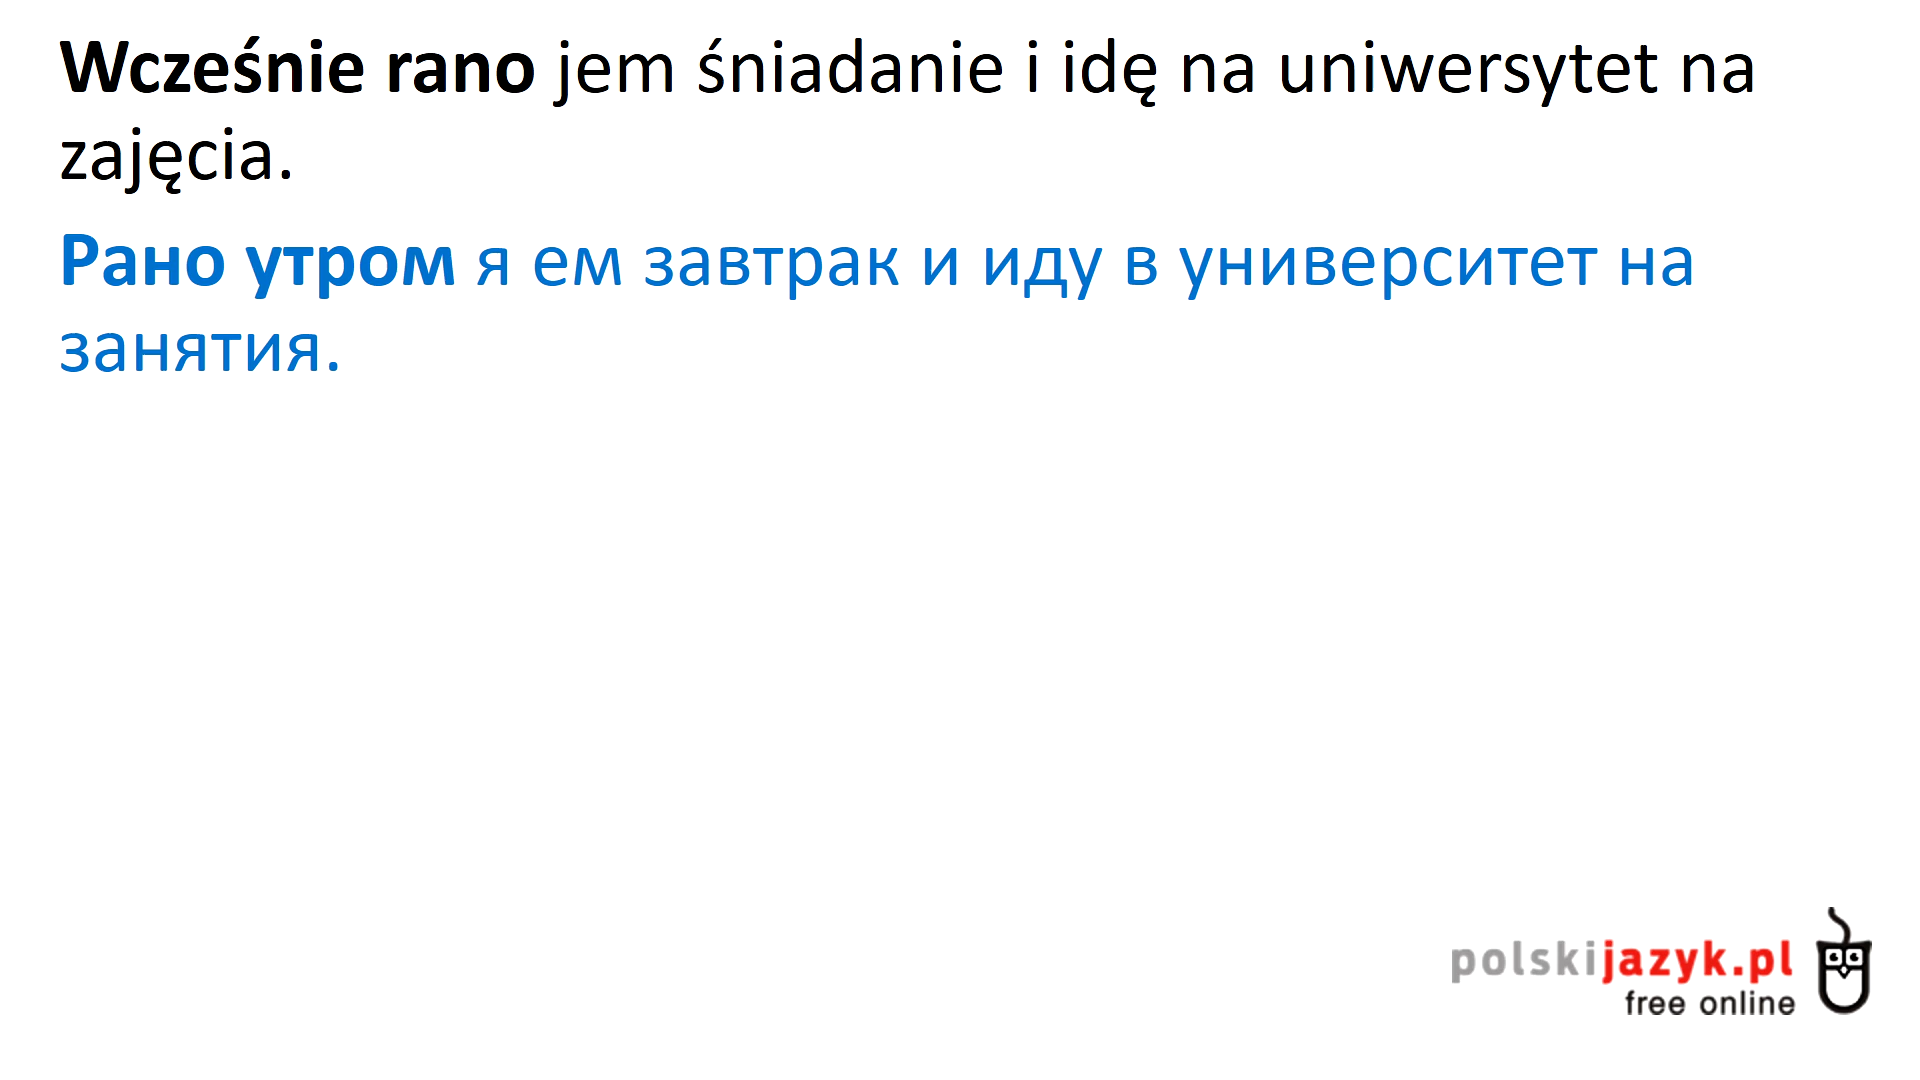 Wcześnie rano jem śniadanie i idę na uniwersytet na
zajęcia.
Рано утром я ем завтрак и иду в университет на
занятия.
polskijazyk.pl
free online